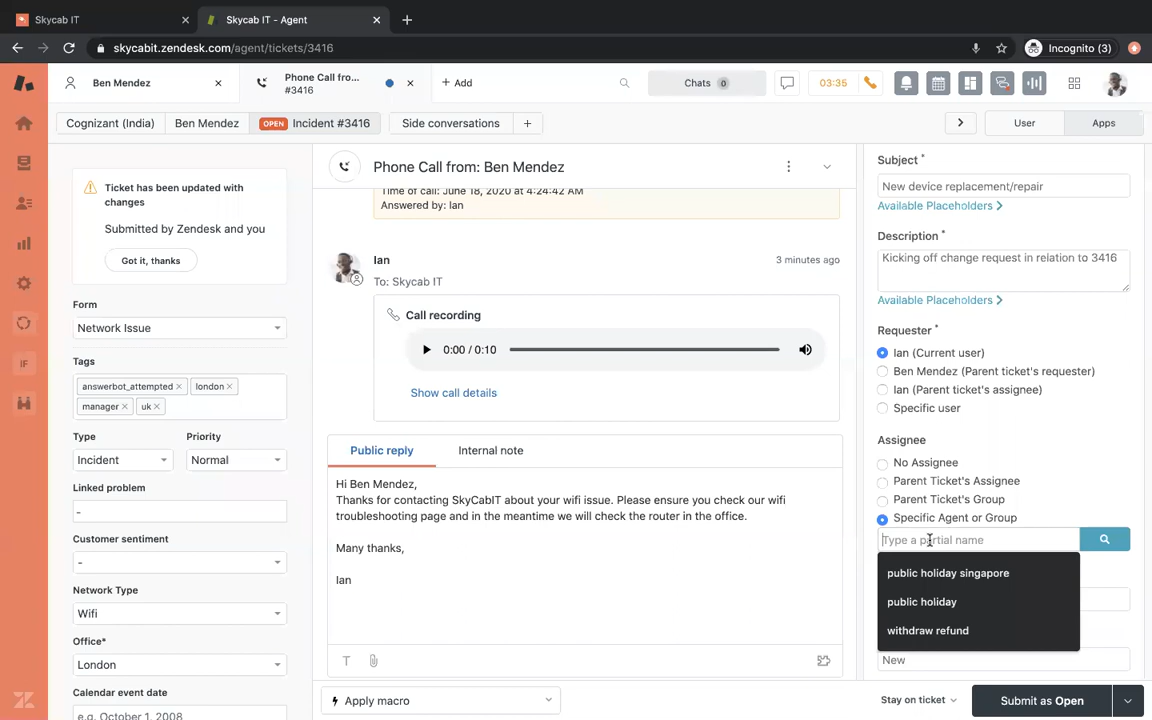 Skycab IT
Skycab IT - Agent
skycabit.zendesk.com/agent/tickets/3416
Incognito (3)
Ben Mendez
Phone Call fro...
#3416
+ Add
Chats 0
03:35
Cognizant (India)
Ben Mendez
OPEN Incident #3416
Side conversations
+
User
Apps
Ticket has been updated with
changes
Submitted by Zendesk and you
Got it, thanks
Form
Network Issue
Tags
answerbot_attempted
london
manager
uk
Type
Priority
Incident
Normal
Linked problem
-
Customer sentiment
-
Network Type
Wifi
Office*
London
Calendar event date
e.g. October 1, 2008
IF
Phone Call from: Ben Mendez
Time of call: June 18, 2020 at 4:24:42 AM
Answered by: Ian
Ian
3 minutes ago
To: Skycab IT
Call recording
0:00 / 0:10
Show call details
Public reply
Internal note
Hi Ben Mendez,
Thanks for contacting SkyCabIT about your wifi issue. Please ensure you check our wifi
troubleshooting page and in the meantime we will check the router in the office.
Many thanks,
Ian
T
Apply macro
Subject *
New device replacement/repair
Available Placeholders
Description *
Kicking off change request in relation to 3416
Available Placeholders
Requester *
Ian (Current user)
Ben Mendez (Parent ticket's requester)
Ian (Parent ticket's assignee)
Specific user
Assignee
No Assignee
Parent Ticket's Assignee
Parent Ticket's Group
Specific Agent or Group
Type a partial name
public holiday singapore
public holiday
withdraw refund
New
Stay on ticket
Submit as Open